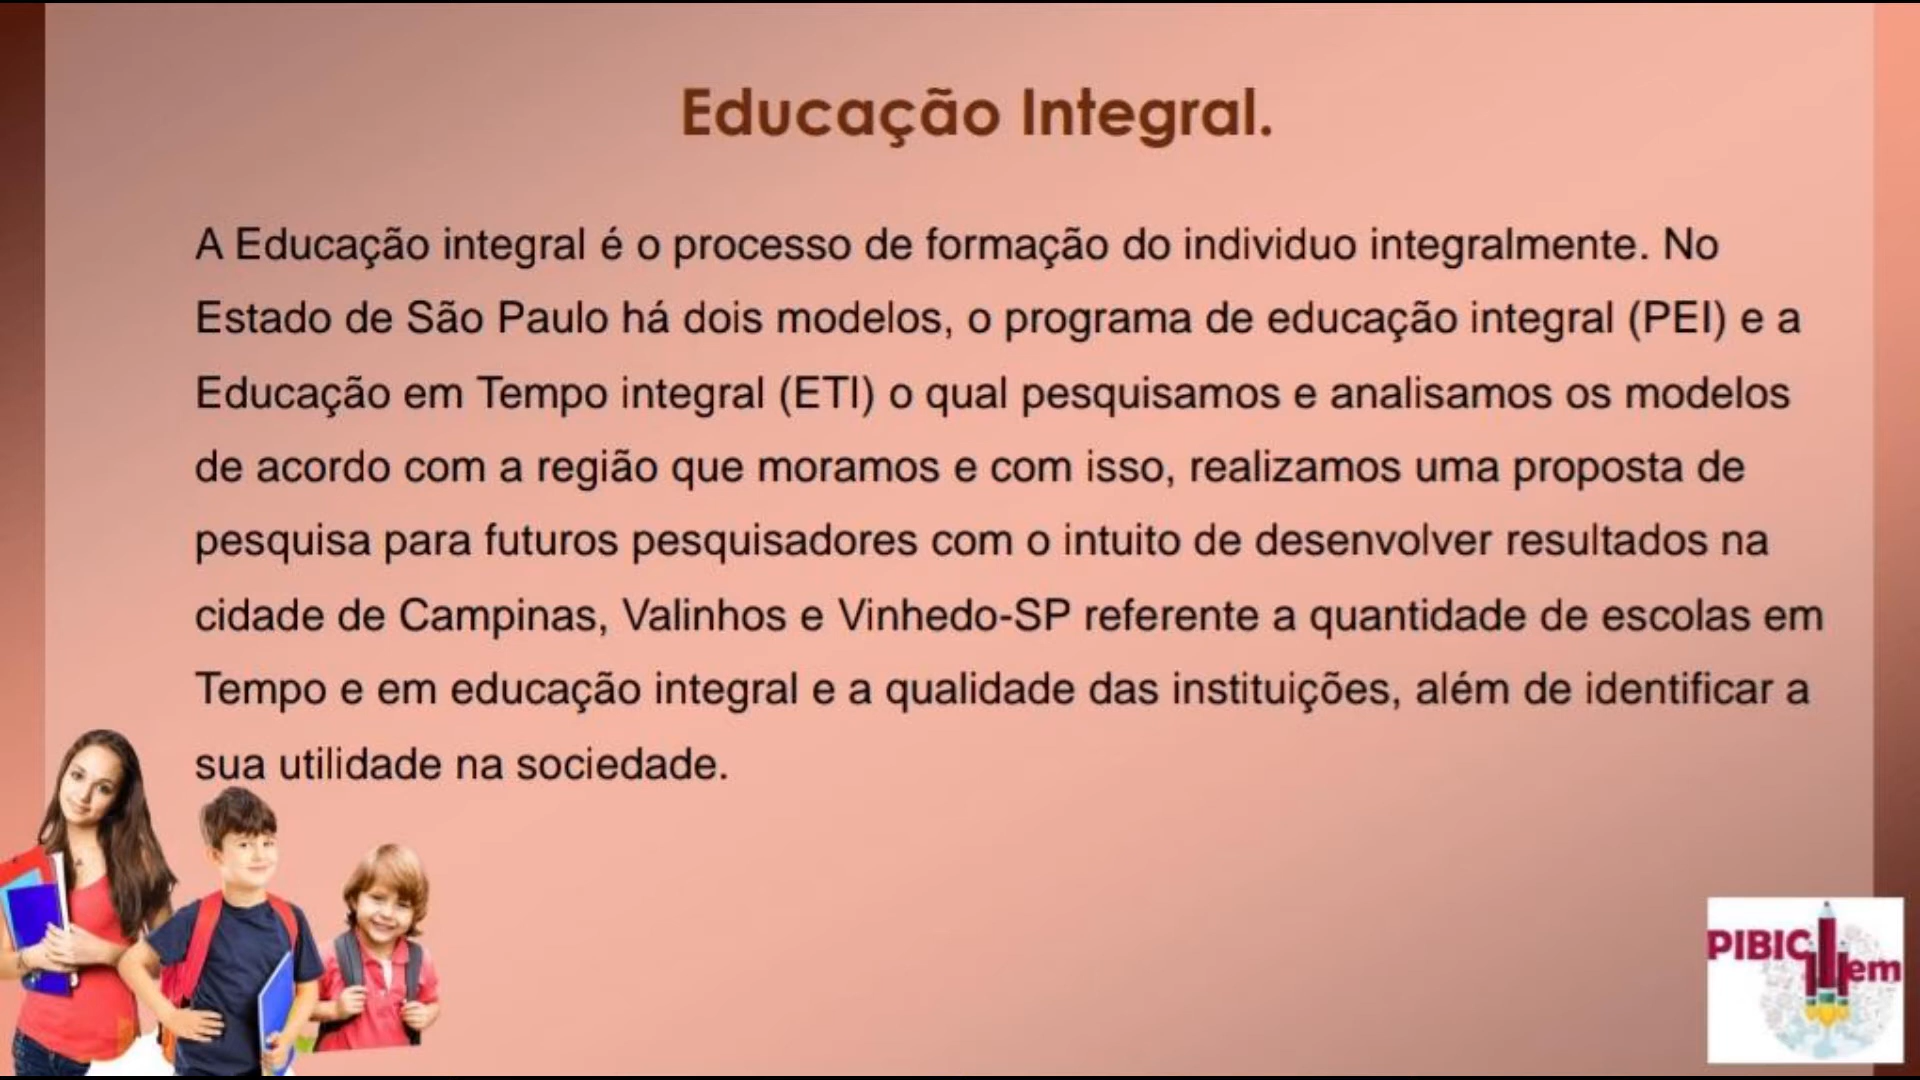 Educação Integral.
A Educação integral é o processo de formação do individuo integralmente. No
Estado de São Paulo há dois modelos, o programa de educação integral (PEI) e a
Educação em Tempo integral (ETI) o qual pesquisamos e analisamos os modelos
de acordo com a região que moramos e com isso, realizamos uma proposta de
pesquisa para futuros pesquisadores com o intuito de desenvolver resultados na
cidade de Campinas, Valinhos e Vinhedo-SP referente a quantidade de escolas em
Tempo e em educação integral e a qualidade das instituições, além de identificar a
sua utilidade na sociedade.
PIBIC
em